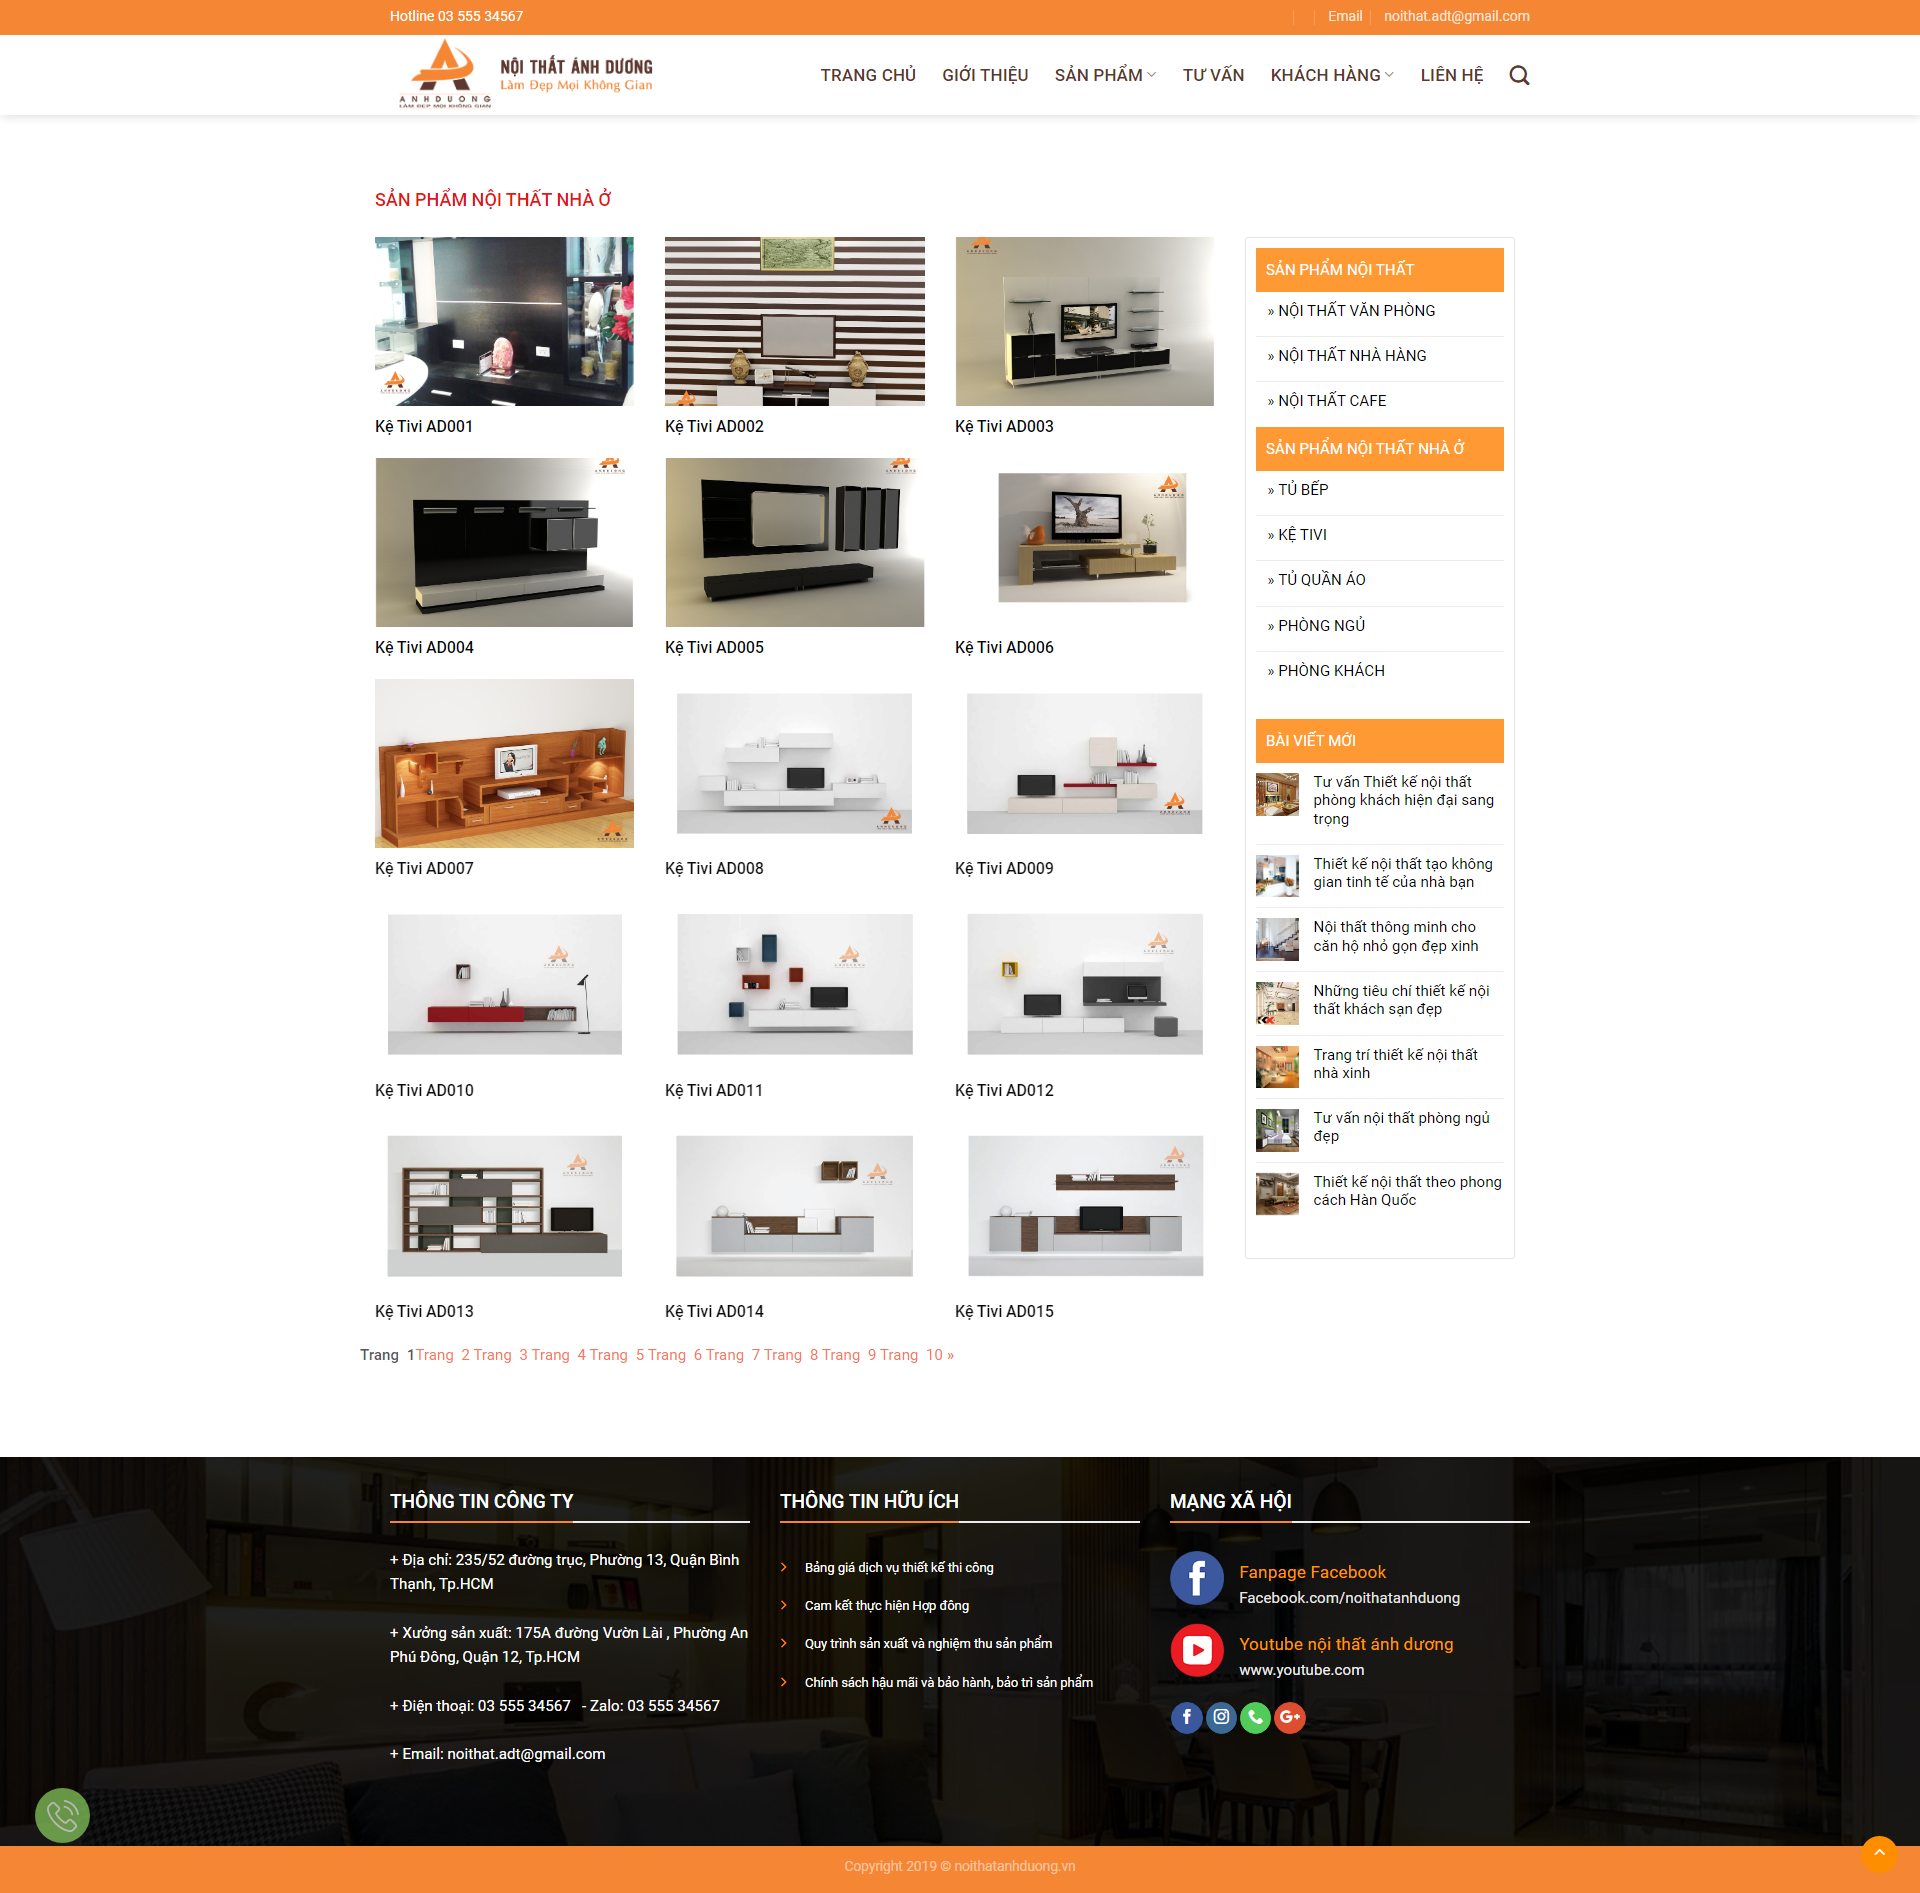 Hotline 03 555 34567
Email
noithat.adt@gmail.com
ANHDUONG
LÀM ĐẸP MỌI KHÔNG GIAN
NỘI THẤT ÁNH DƯƠNG
Làm Đẹp Mọi Không Gian
TRANG CHỦ
GIỚI THIỆU
SẢN PHẨM
TƯ VẤN
KHÁCH HÀNG
LIÊN HỆ
SẢN PHẨM NỘI THẤT NHÀ Ở
Kệ Tivi AD001
Kệ Tivi AD002
Kệ Tivi AD003
Kệ Tivi AD004
Kệ Tivi AD005
Kệ Tivi AD006
Kệ Tivi AD007
Kệ Tivi AD008
Kệ Tivi AD009
Kệ Tivi AD010
Kệ Tivi AD011
Kệ Tivi AD012
Kệ Tivi AD013
Kệ Tivi AD014
Kệ Tivi AD015
Trang 1Trang 2 Trang 3 Trang 4 Trang 5 Trang 6 Trang 7 Trang 8 Trang 9 Trang 10 »
SẢN PHẨM NỘI THẤT
» NỘI THẤT VĂN PHÒNG
» NỘI THẤT NHÀ HÀNG
» NỘI THẤT CAFE
SẢN PHẨM NỘI THẤT NHÀ Ở
» TỦ BẾP
» KỆ TIVI
» TỦ QUẦN ÁO
» PHÒNG NGỦ
» PHÒNG KHÁCH
BÀI VIẾT MỚI
Tư vấn Thiết kế nội thất
phòng khách hiện đại sang
trọng
Thiết kế nội thất tạo không
gian tinh tế của nhà bạn
Nội thất thông minh cho
căn hộ nhỏ gọn đẹp xinh
Những tiêu chí thiết kế nội
thất khách sạn đẹp
Trang trí thiết kế nội thất
nhà xinh
Tư vấn nội thất phòng ngủ
đẹp
Thiết kế nội thất theo phong
cách Hàn Quốc
THÔNG TIN CÔNG TY
+ Địa chỉ: 235/52 đường trục, Phường 13, Quận Bình
Thạnh, Tp.HCM
+ Xưởng sản xuất: 175A đường Vườn Lài , Phường An
Phú Đông, Quận 12, Tp.HCM
+ Điện thoại: 03 555 34567 - Zalo: 03 555 34567
+ Email: noithat.adt@gmail.com
THÔNG TIN HỮU ÍCH
Bảng giá dịch vụ thiết kế thi công
Cam kết thực hiện Hợp đồng
Quy trình sản xuất và nghiệm thu sản phẩm
Chính sách hậu mãi và bảo hành, bảo trì sản phẩm
MẠNG XÃ HỘI
Fanpage Facebook
Facebook.com/noithatanhduong
Youtube nội thất ánh dương
www.youtube.com
Copyright 2019 © noithatanhduong.vn